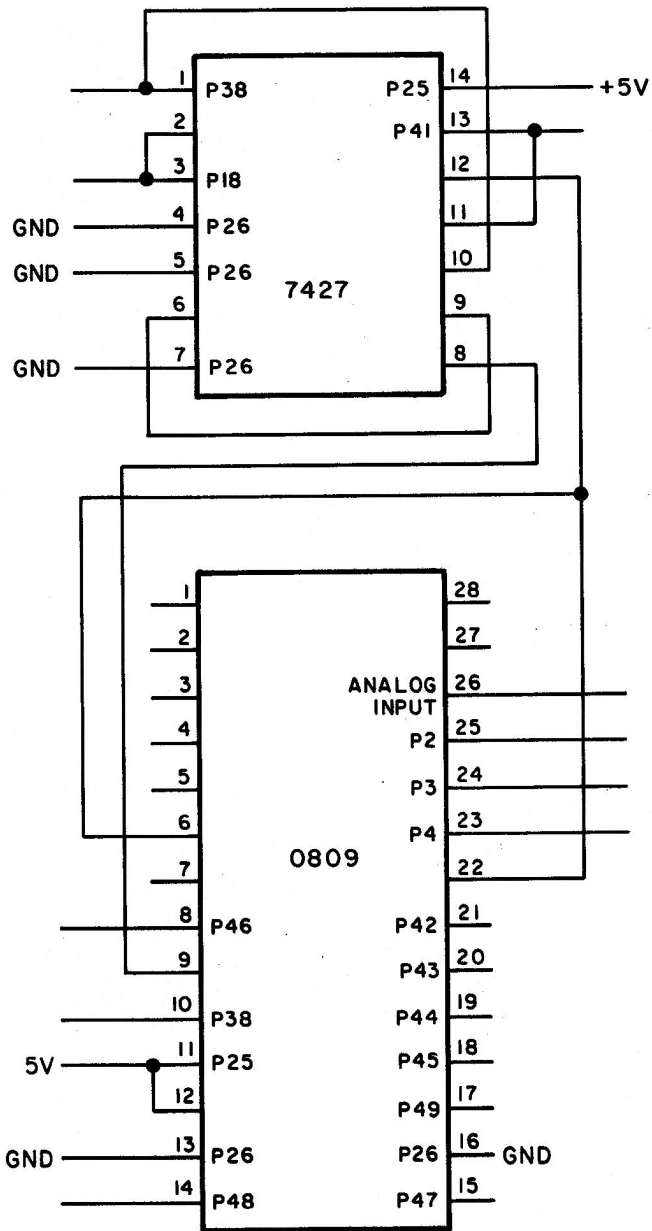 1 P38 P25 14 +5V
2 P41 13
3 P18 12
GND 4 P26 11
GND 5 P26 10
6 7427 9
GND 7 P26 8
1 28
2 27
3 ANALOG INPUT 26
4 P2 25
5 P3 24
6 P4 23
0809
7 22
8 P46 P42 21
9 P43 20
10 P38 P44 19
5V 11 P25 P45 18
12 P49 17
GND 13 P26 P26 16 GND
14 P48 P47 15